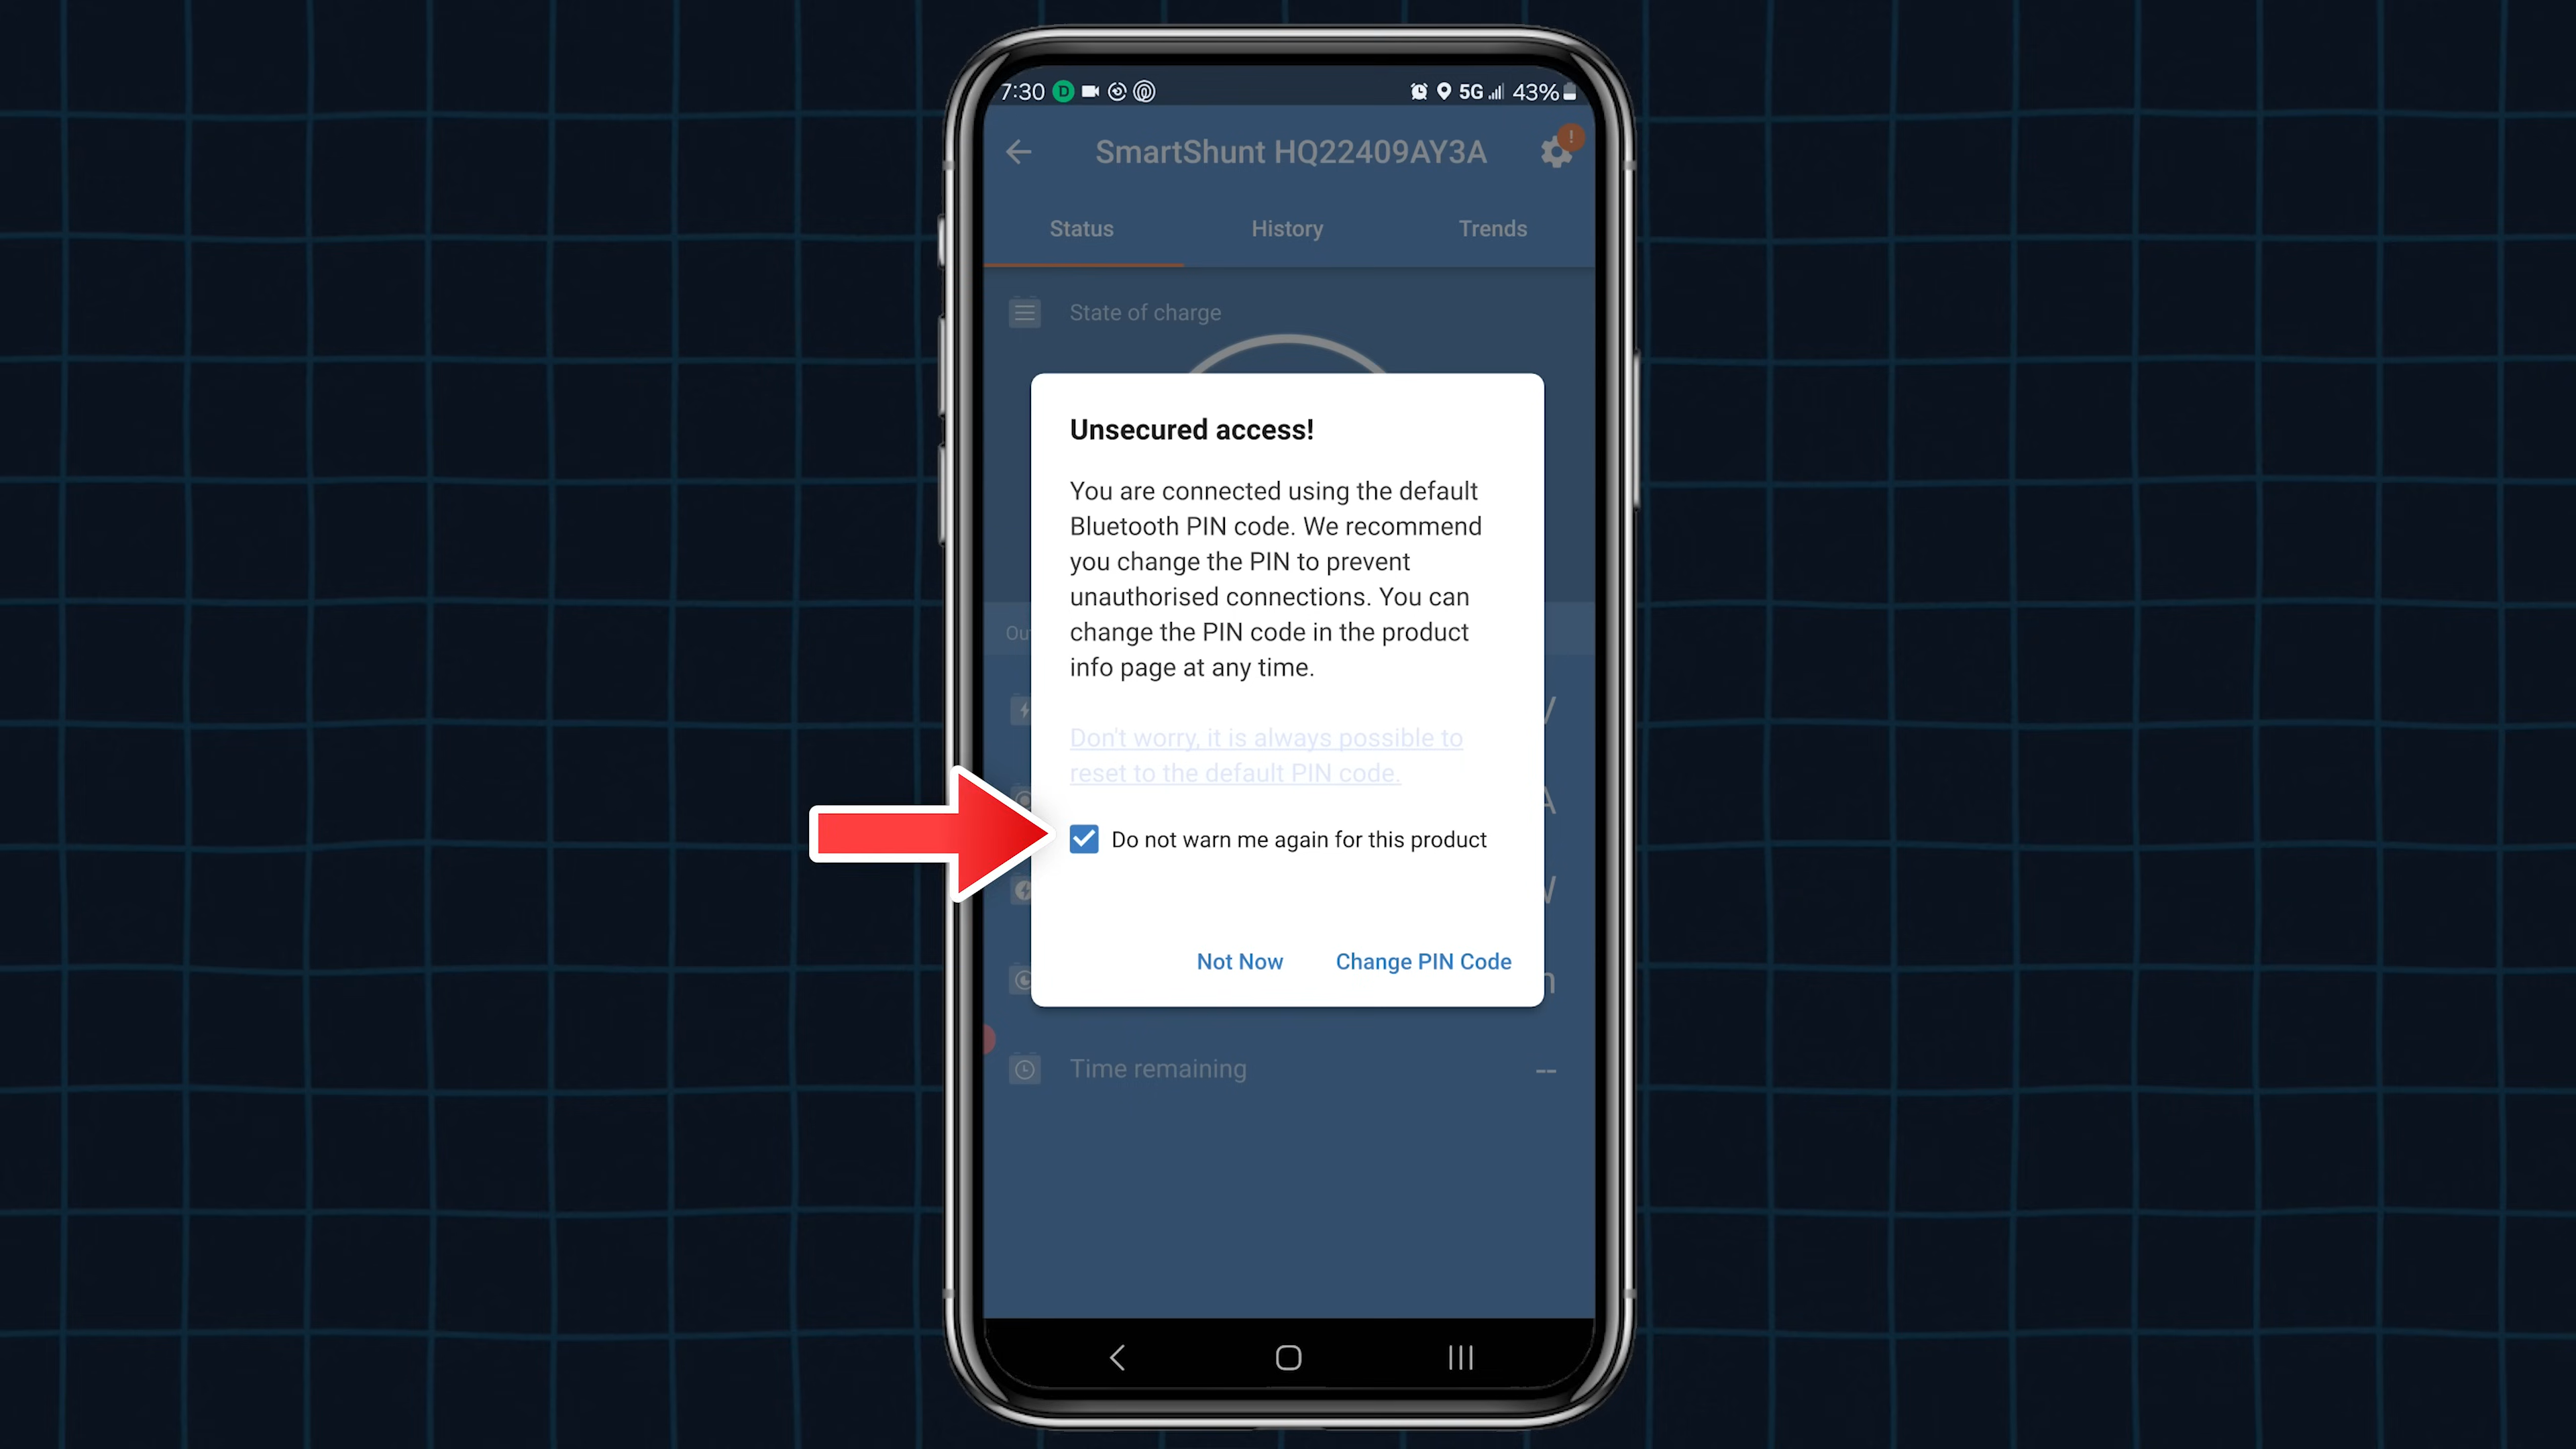 7:30 D 5G 43%
SmartShunt HQ22409AY3A !
Status History Trends
State of charge
Unsecured access!
You are connected using the default
Bluetooth PIN code. We recommend
you change the PIN to prevent
unauthorised connections. You can
change the PIN code in the product
info page at any time.
Don't worry, it is always possible to
reset to the default PIN code.
Do not warn me again for this product
Not Now Change PIN Code
Time remaining --